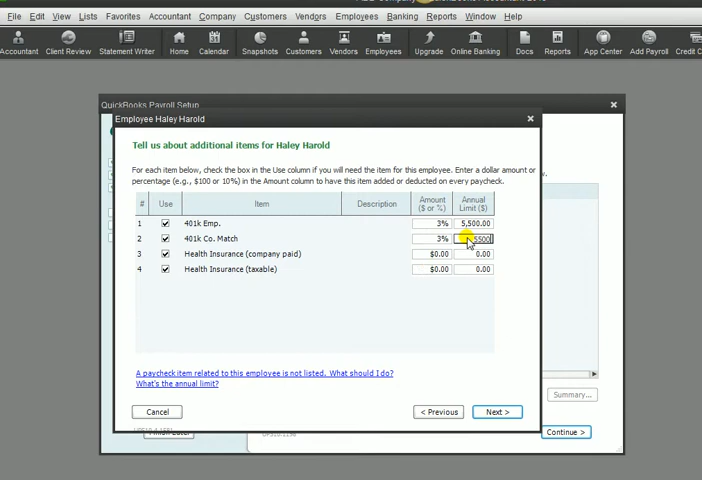 File Edit View Lists Favorites Accountant Company Customers Vendors Employees Banking Reports Window Help
Accountant Client Review Statement Writer Home Calendar Snapshots Customers Vendors Employees Upgrade Online Banking Docs Reports App Center Add Payroll Credit C
QuickBooks Payroll Setup
Employee Haley Harold
Tell us about additional items for Haley Harold
For each item below, check the box in the Use column if you will need the item for this employee. Enter a dollar amount or
percentage (e.g., $100 or 10%) in the Amount column to have this item added or deducted on every paycheck.
# Use Item Description Amount ($ or %) Annual Limit ($)
1 401k Emp. 3% 5,500.00
2 401k Co. Match 3% 5500
3 Health Insurance (company paid) $0.00 0.00
4 Health Insurance (taxable) $0.00 0.00
A paycheck item related to this employee is not listed. What should I do?
What's the annual limit?
Summary...
Cancel < Previous Next >
Continue >